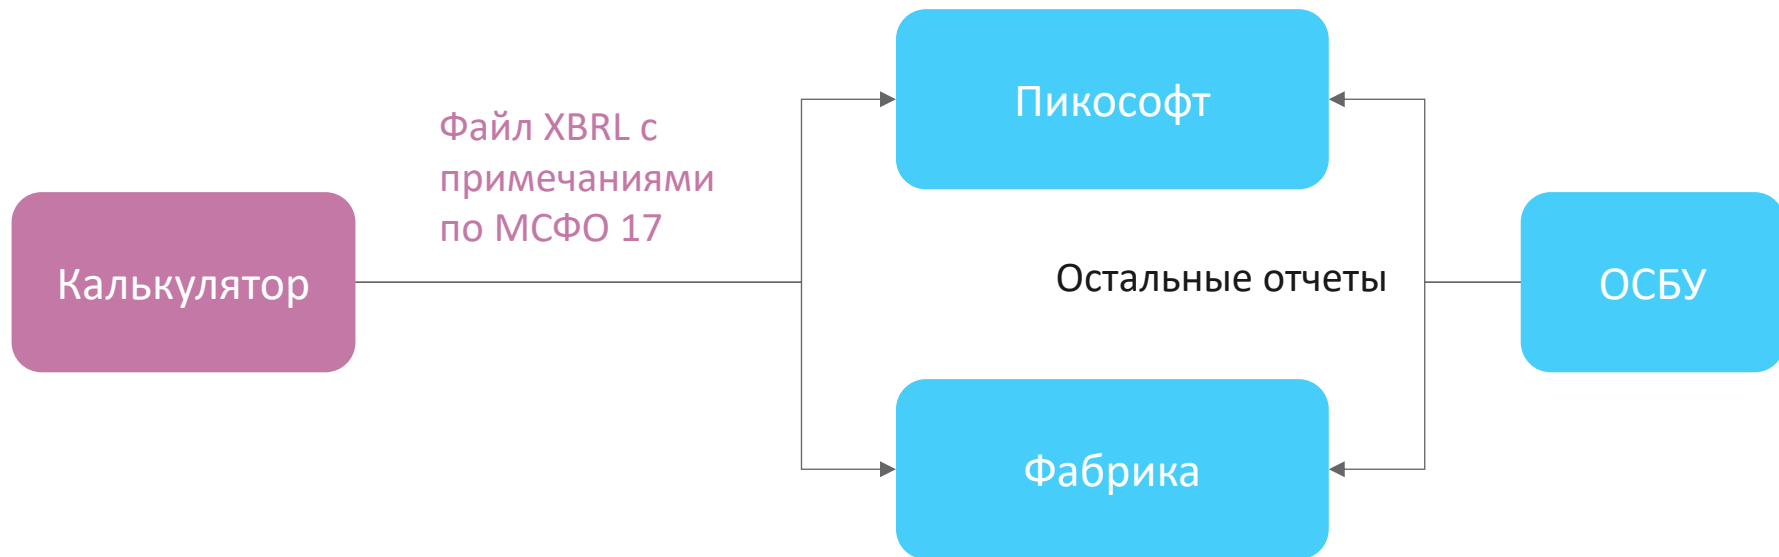 Пикософт
Файл XBRL с
примечаниями
по МСФО 17
Калькулятор
Остальные отчеты
ОСБУ
Фабрика